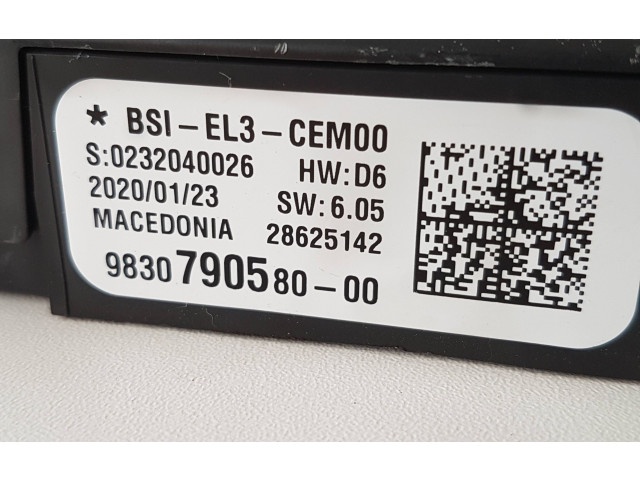 * BSI-EL3-CEM00
S:0232040026 HW:D6
2020/01/23 SW:6.05
MACEDONIA 28625142
9830790580-00